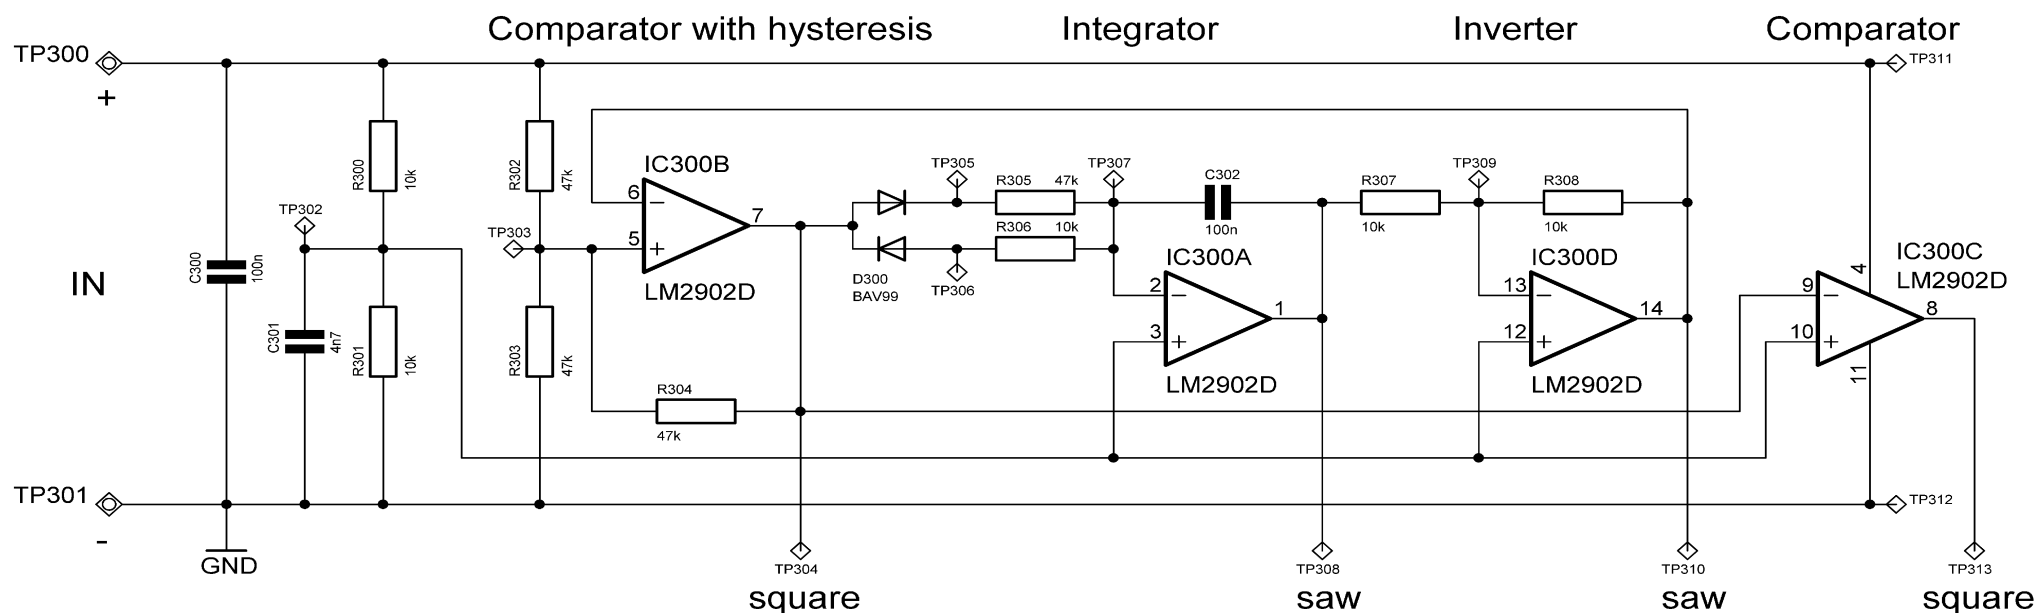 Comparator with hysteresis
Integrator
Inverter
Comparator
TP300
+
TP311
IN
TP301
-
GND
C300
100n
TP302
C301
4n7
R300
10k
R301
10k
R302
47k
TP303
R303
47k
IC300B
6
−
5
+
7
LM2902D
R304
47k
D300
BAV99
TP305
TP306
R305
47k
R306
10k
TP307
C302
100n
IC300A
2
−
3
+
1
LM2902D
R307
10k
TP309
R308
10k
IC300D
13
−
12
+
14
LM2902D
IC300C
LM2902D
4
9
−
10
+
8
11
TP312
TP304
TP308
TP310
TP313
square
saw
saw
square